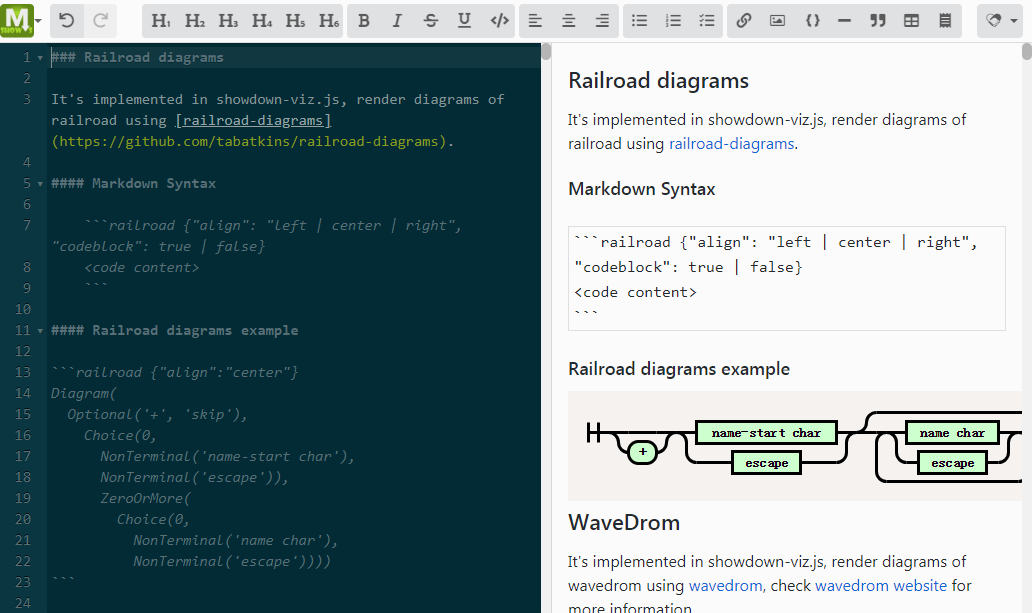 M
SHOWS
H1 H2 H3 H4 H5 H6 B I S U </>
1 ### Railroad diagrams
2
3 It's implemented in showdown-viz.js, render diagrams of
railroad using [railroad-diagrams]
(https://github.com/tabatkins/railroad-diagrams).
4
5 #### Markdown Syntax
6
7 ```railroad {"align": "left | center | right",
"codeblock": true | false}
8 <code content>
9 ```
10
11 #### Railroad diagrams example
12
13 ```railroad {"align":"center"}
14 Diagram(
15 Optional('+', 'skip'),
16 Choice(0,
17 NonTerminal('name-start char'),
18 NonTerminal('escape')),
19 ZeroOrMore(
20 Choice(0,
21 NonTerminal('name char'),
22 NonTerminal('escape'))))
23 ```
24
Railroad diagrams
It's implemented in showdown-viz.js, render diagrams of
railroad using railroad-diagrams.
Markdown Syntax
```railroad {"align": "left | center | right",
"codeblock": true | false}
<code content>
```
Railroad diagrams example
name-start char name char
+
escape escape
WaveDrom
It's implemented in showdown-viz.js, render diagrams of
wavedrom using wavedrom, check wavedrom website for
more information